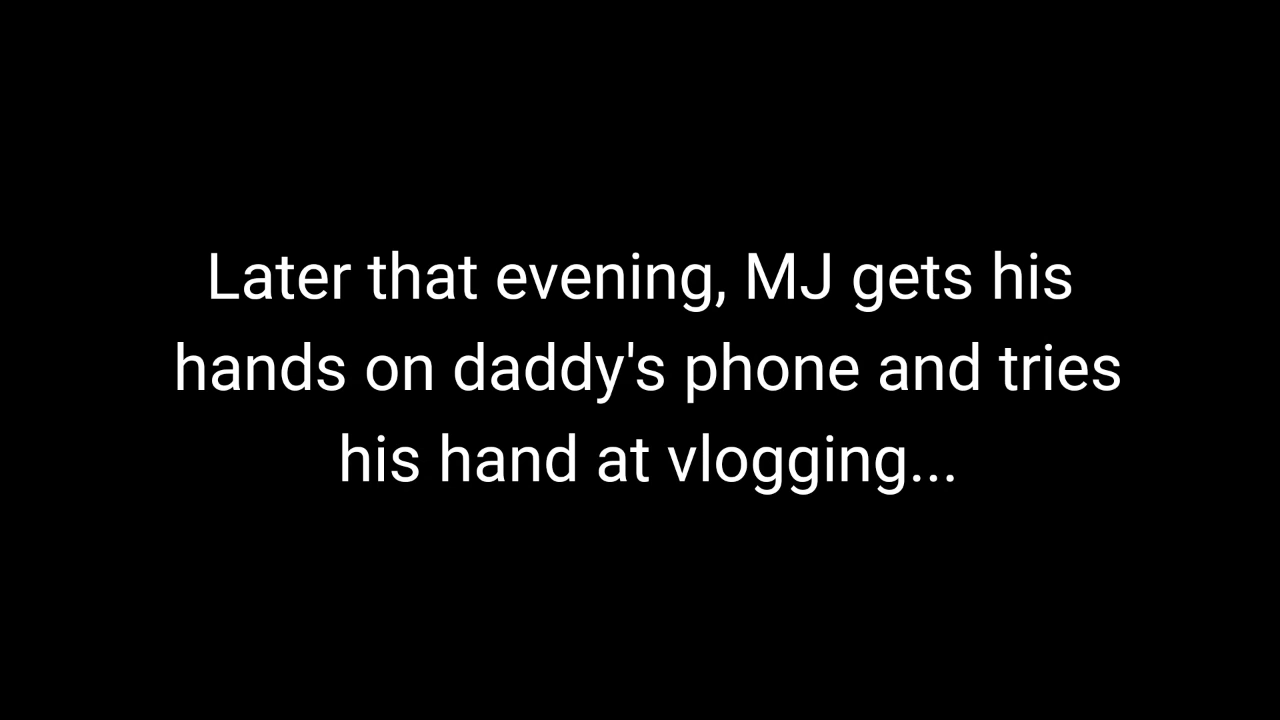 Later that evening, MJ gets his
hands on daddy's phone and tries
his hand at vlogging...